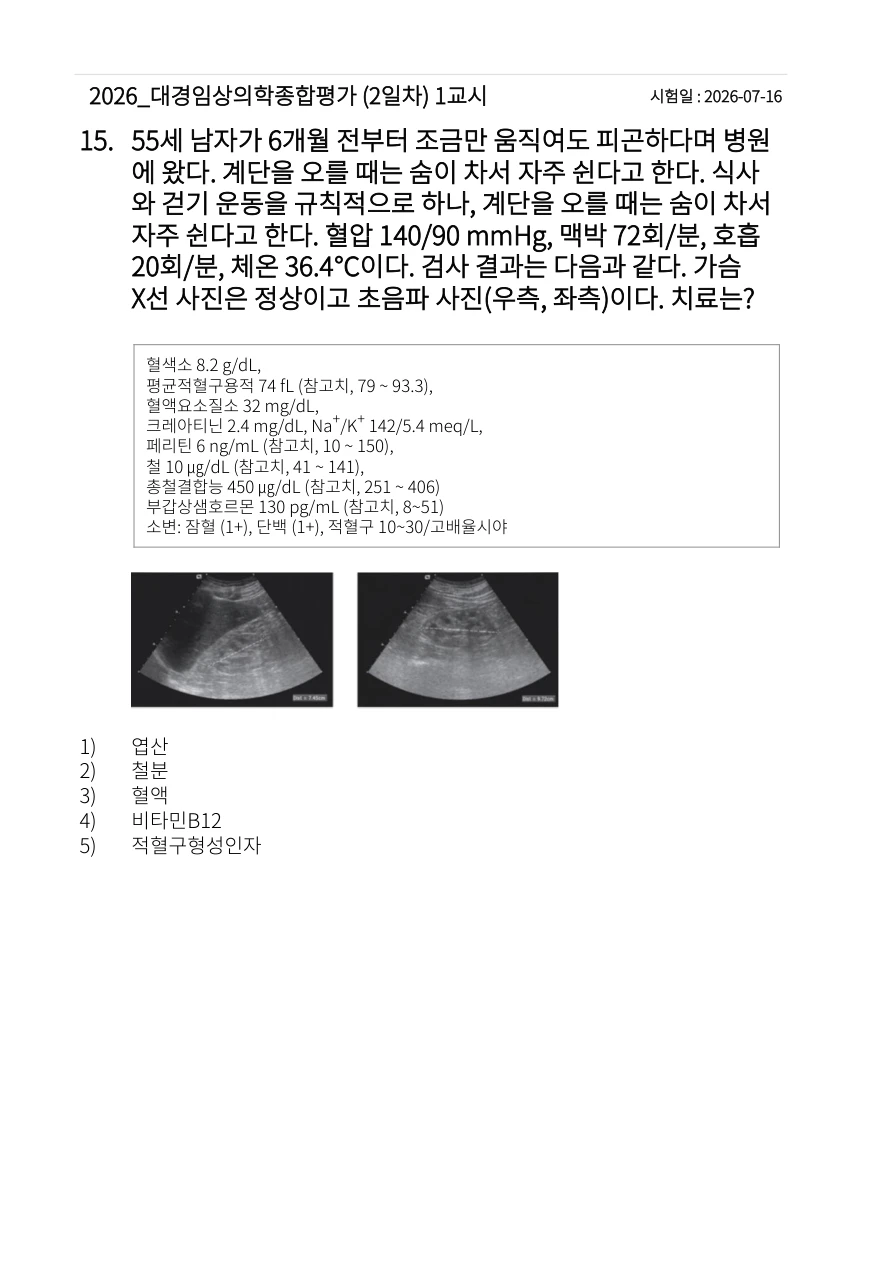 2026_대경임상의학종합평가 (2일차) 1교시
시험일 : 2026-07-16
15. 55세 남자가 6개월 전부터 조금만 움직여도 피곤하다며 병원
에 왔다. 계단을 오를 때는 숨이 차서 자주 쉰다고 한다. 식사
와 걷기 운동을 규칙적으로 하나, 계단을 오를 때는 숨이 차서
자주 쉰다고 한다. 혈압 140/90 mmHg, 맥박 72회/분, 호흡
20회/분, 체온 36.4℃이다. 검사 결과는 다음과 같다. 가슴
X선 사진은 정상이고 초음파 사진(우측, 좌측)이다. 치료는?
혈색소 8.2 g/dL,
평균적혈구용적 74 fL (참고치, 79 ~ 93.3),
혈액요소질소 32 mg/dL,
크레아티닌 2.4 mg/dL, Na⁺/K⁺ 142/5.4 meq/L,
페리틴 6 ng/mL (참고치, 10 ~ 150),
철 10 μg/dL (참고치, 41 ~ 141),
총철결합능 450 μg/dL (참고치, 251 ~ 406)
부갑상샘호르몬 130 pg/mL (참고치, 8~51)
소변: 잠혈 (1+), 단백 (1+), 적혈구 10~30/고배율시야
1) 엽산
2) 철분
3) 혈액
4) 비타민B12
5) 적혈구형성인자